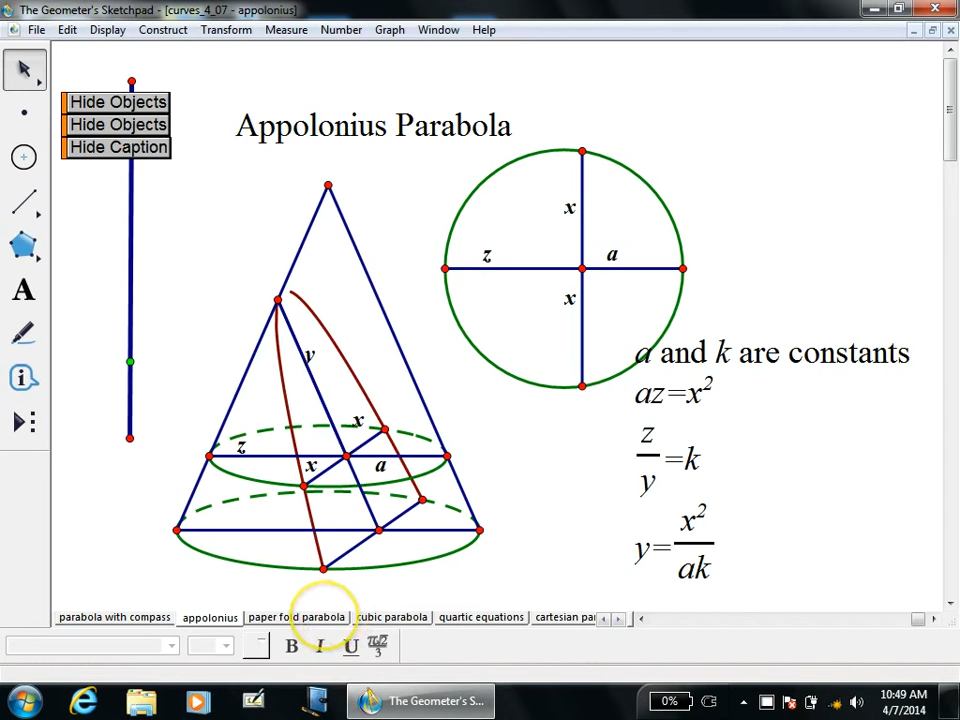 The Geometer's Sketchpad - [curves_4_07 - appolonius]
File Edit Display Construct Transform Measure Number Graph Window Help
Hide Objects
Hide Objects
Hide Caption
Appolonius Parabola
x
z a
x
y
x
z
x a
a and k are constants
az=x²
z/y=k
y=x²/ak
A
parabola with compass appolonius paper fold parabola cubic parabola quartic equations cartesian par
B I U
0%
The Geometer's S...
10:49 AM
4/7/2014